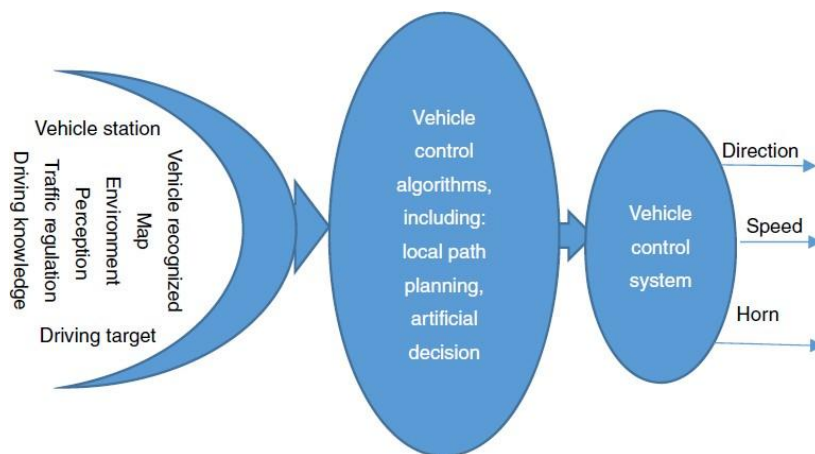 Vehicle station
Driving knowledge
Traffic regulation
Perception
Environment
Map
Vehicle recognized
Driving target
Vehicle
control
algorithms,
including:
local path
planning,
artificial
decision
Vehicle
control
system
Direction
Speed
Horn